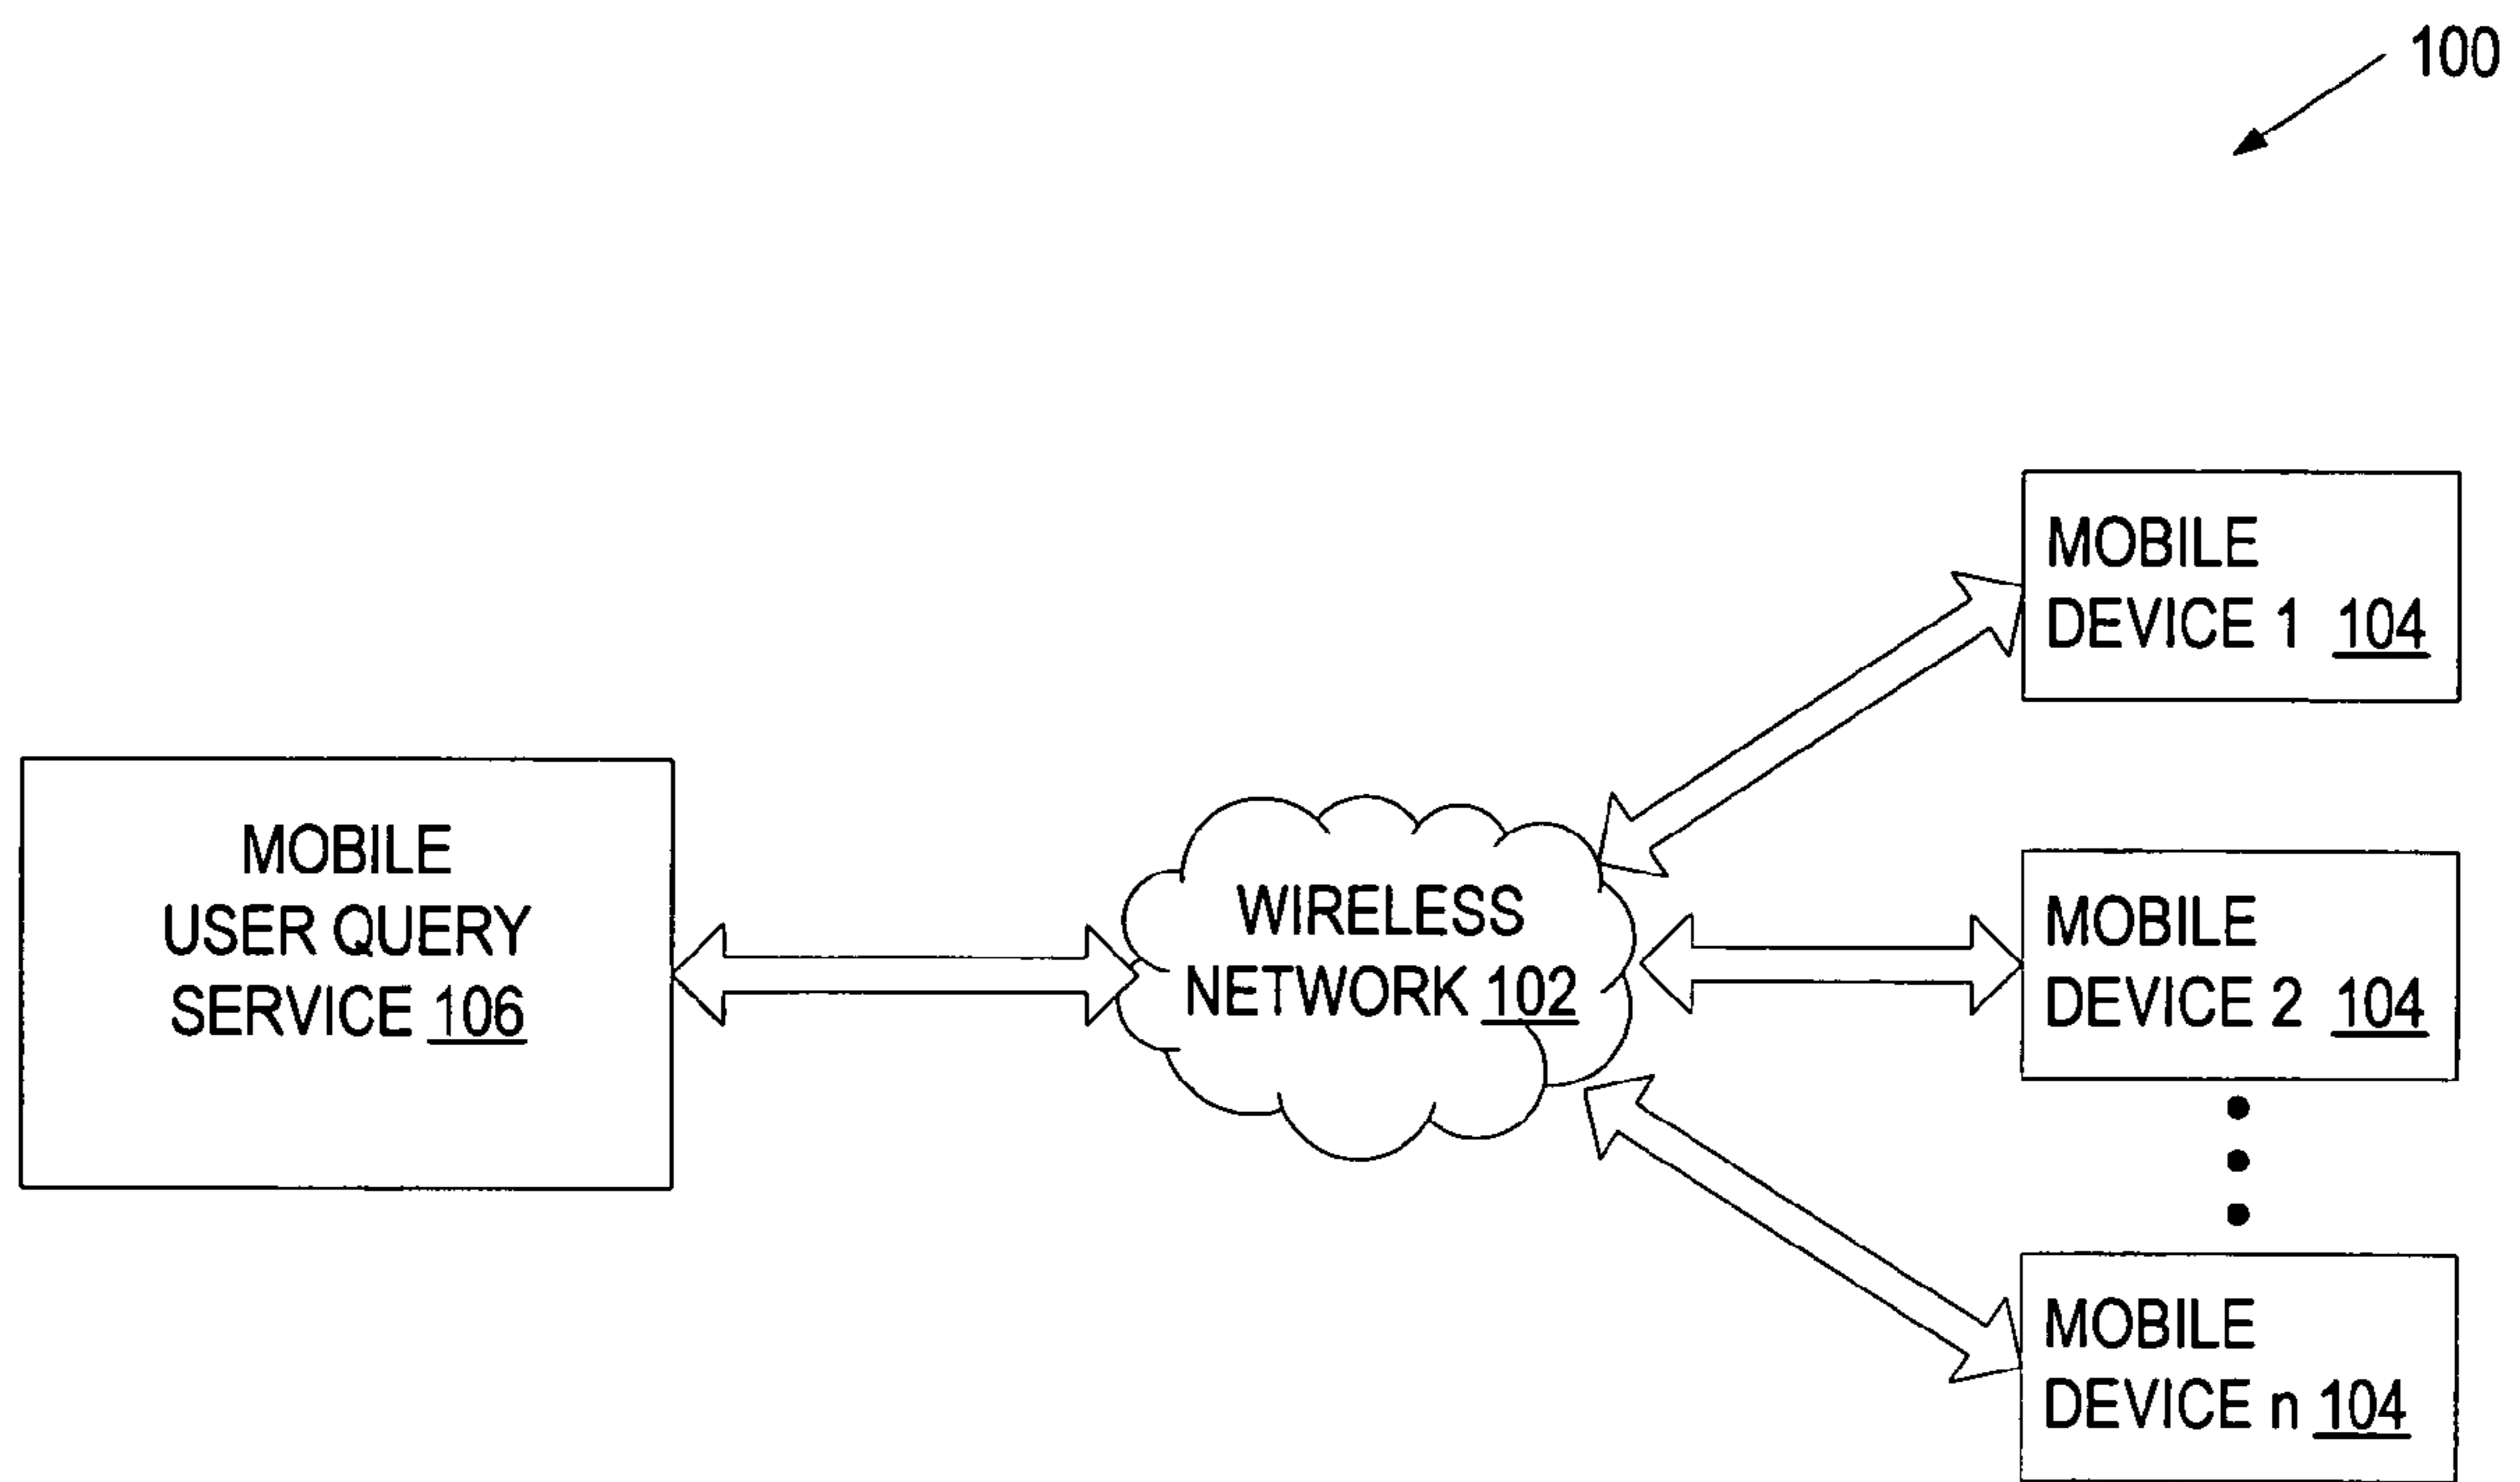 100
MOBILE
DEVICE 1 104
MOBILE
USER QUERY
SERVICE 106
WIRELESS
NETWORK 102
MOBILE
DEVICE 2 104
MOBILE
DEVICE n 104